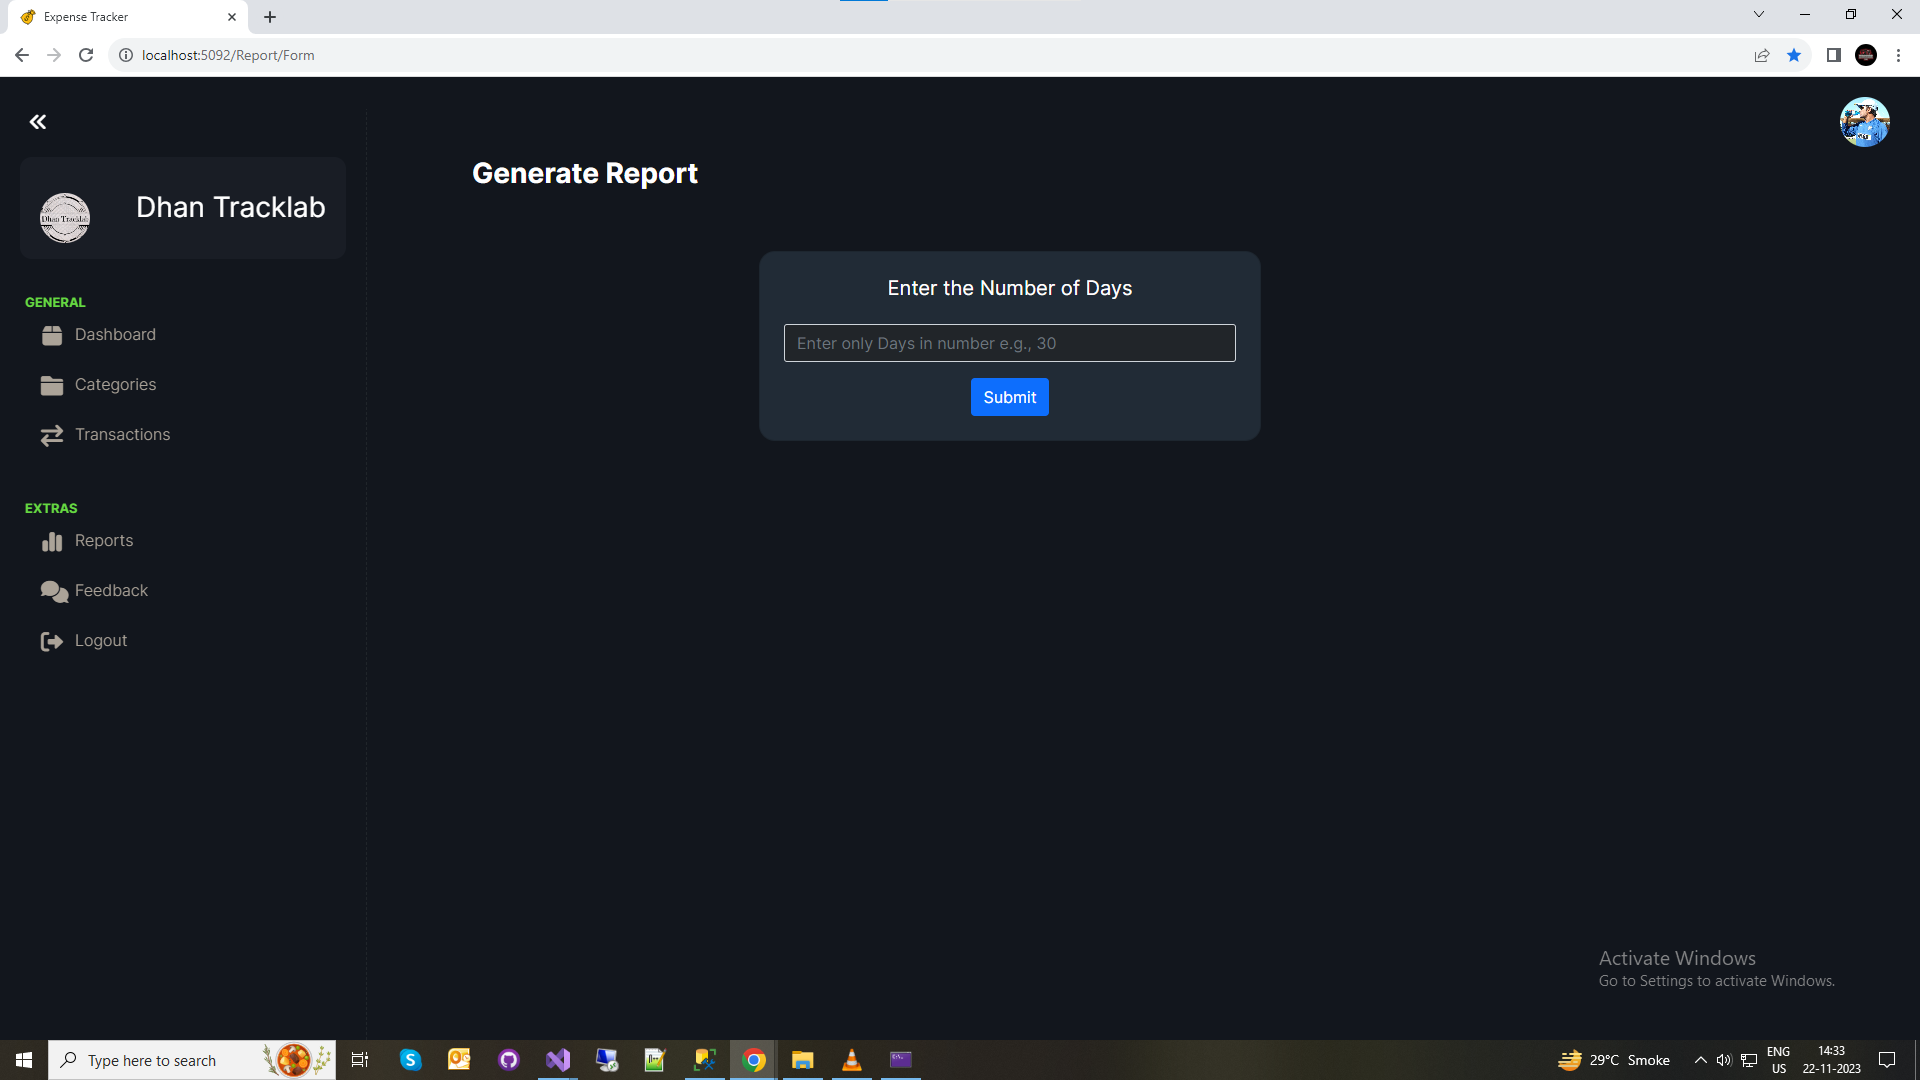 Expense Tracker
localhost:5092/Report/Form
Dhan Tracklab
Dhan Tracklab
GENERAL
Dashboard
Categories
Transactions
EXTRAS
Reports
Feedback
Logout
Generate Report
Enter the Number of Days
Enter only Days in number e.g., 30
Submit
Activate Windows
Go to Settings to activate Windows.
Type here to search
29°C Smoke
ENG
US
14:33
22-11-2023